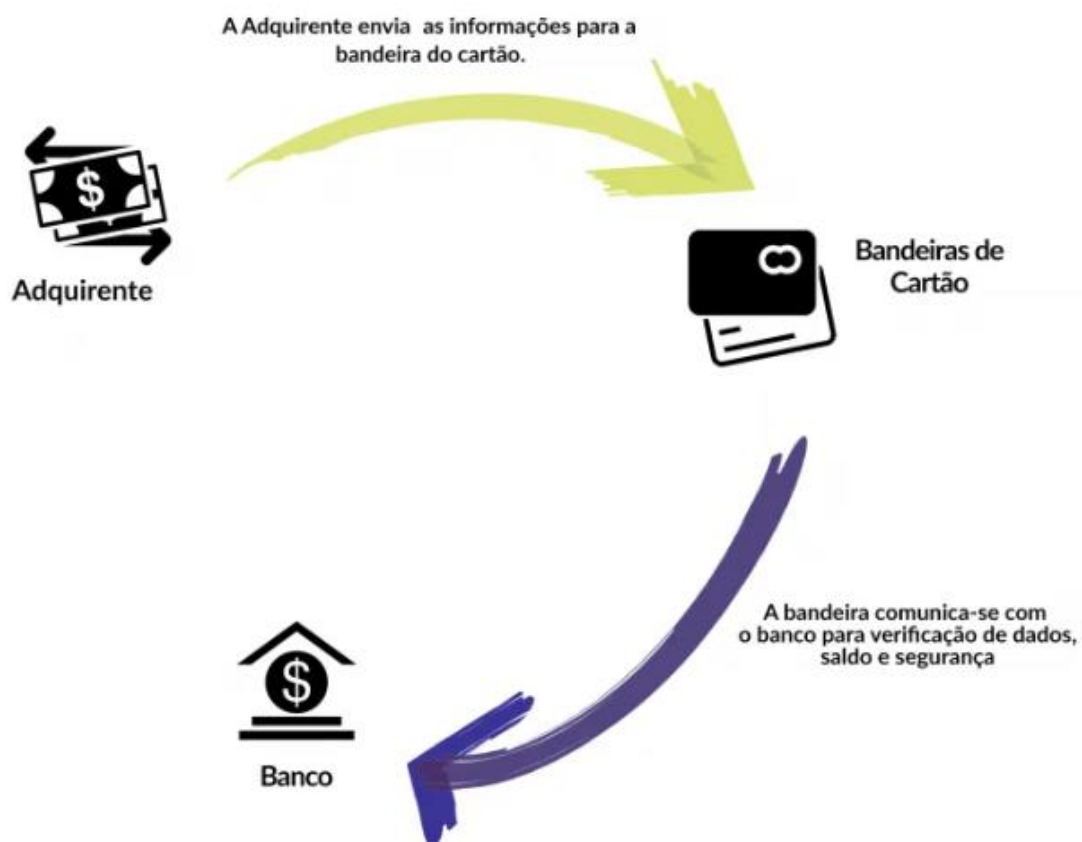 A Adquirente envia as informações para a
bandeira do cartão.
Adquirente
Bandeiras de
Cartão
A bandeira comunica-se com
o banco para verificação de dados,
saldo e segurança
Banco